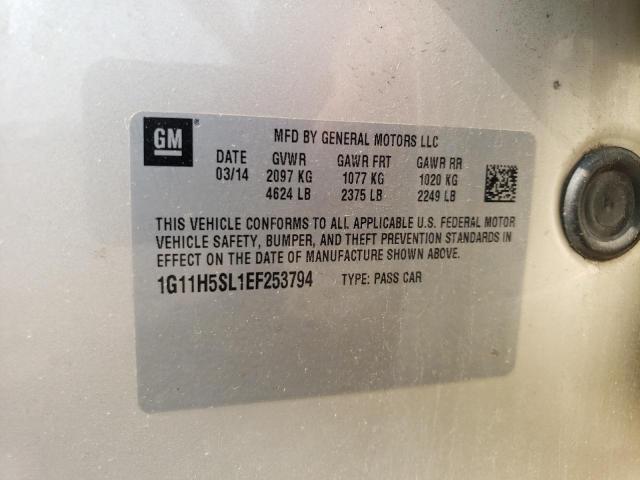 GM
MFD BY GENERAL MOTORS LLC
DATE GVWR GAWR FRT GAWR RR
03/14 2097 KG 1077 KG 1020 KG
4624 LB 2375 LB 2249 LB
THIS VEHICLE CONFORMS TO ALL APPLICABLE U.S. FEDERAL MOTOR
VEHICLE SAFETY, BUMPER, AND THEFT PREVENTION STANDARDS IN
EFFECT ON THE DATE OF MANUFACTURE SHOWN ABOVE.
1G11H5SL1EF253794 TYPE: PASS CAR